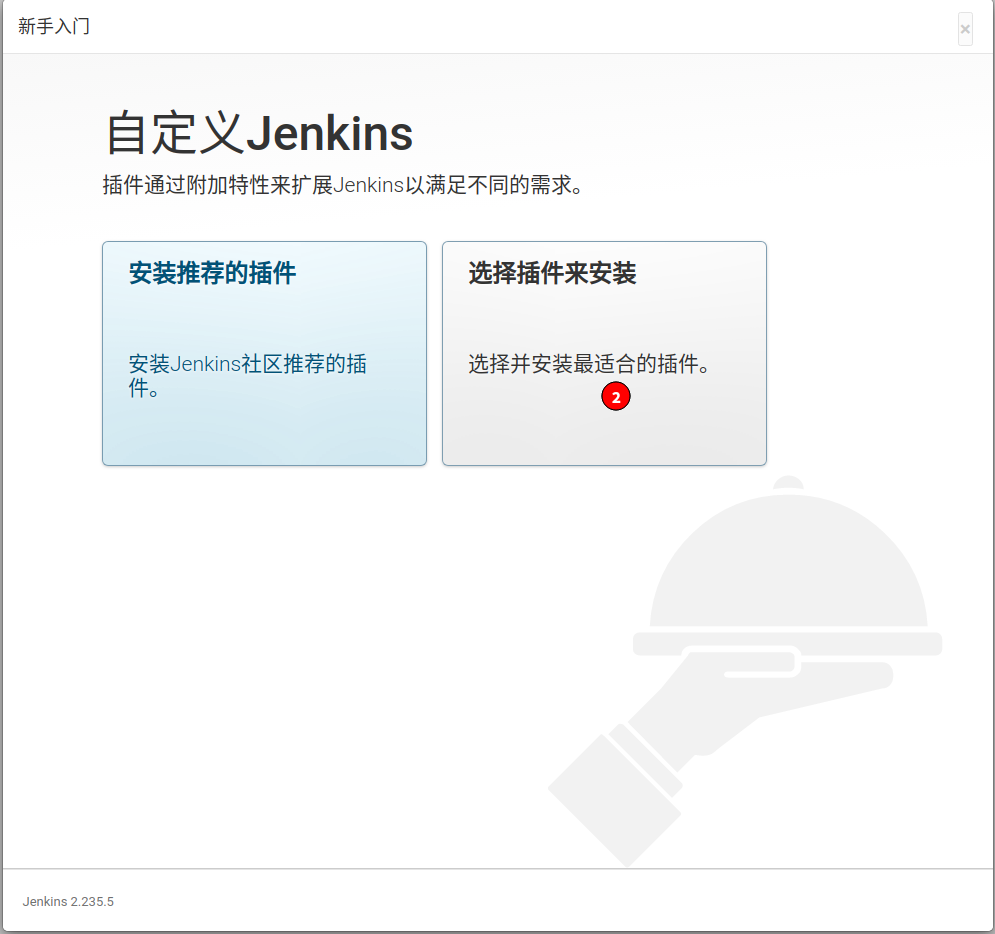 新手入门
×
自定义Jenkins
插件通过附加特性来扩展Jenkins以满足不同的需求。
安装推荐的插件
安装Jenkins社区推荐的插
件。
选择插件来安装
选择并安装最适合的插件。
2
Jenkins 2.235.5